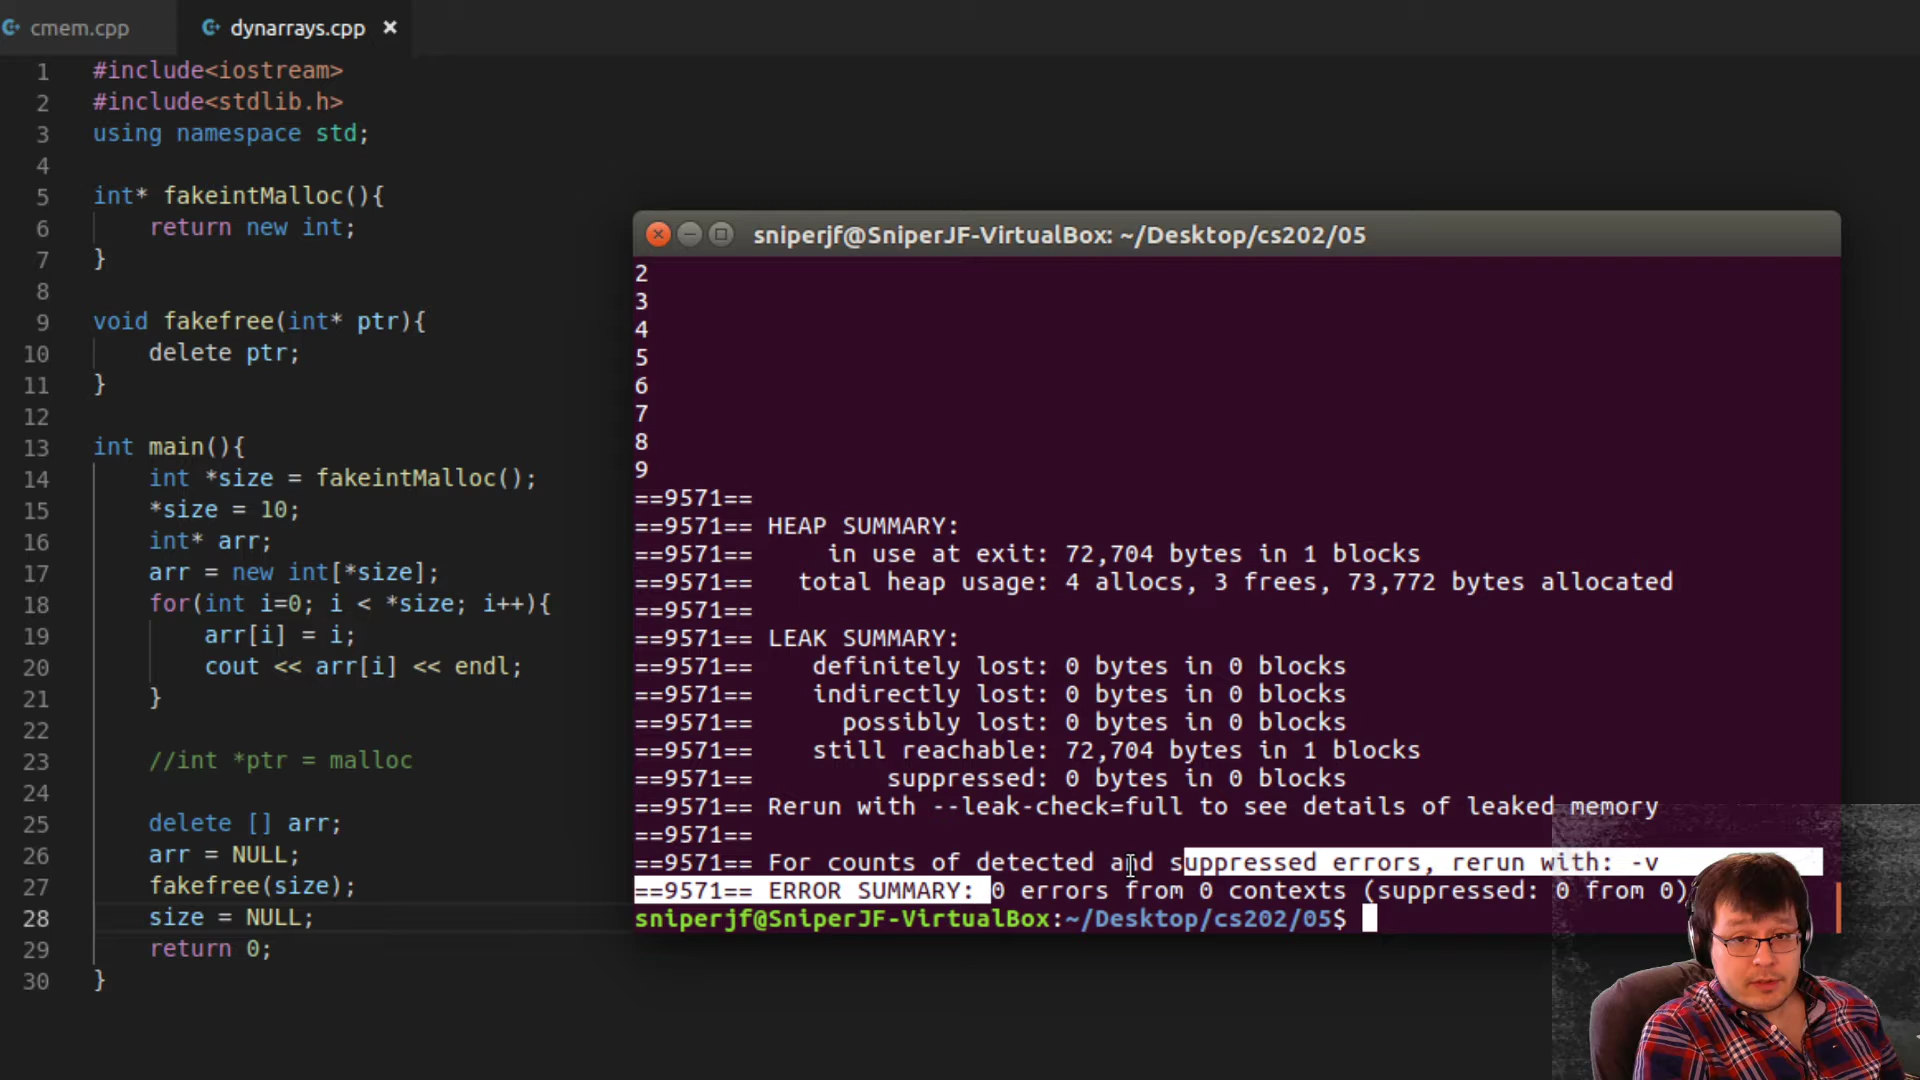 cmem.cpp
dynarrays.cpp
1 #include<iostream>
2 #include<stdlib.h>
3 using namespace std;
4
5 int* fakeintMalloc(){
6 return new int;
7 }
8
9 void fakefree(int* ptr){
10 delete ptr;
11 }
12
13 int main(){
14 int *size = fakeintMalloc();
15 *size = 10;
16 int* arr;
17 arr = new int[*size];
18 for(int i=0; i < *size; i++){
19 arr[i] = i;
20 cout << arr[i] << endl;
21 }
22
23 //int *ptr = malloc
24
25 delete [] arr;
26 arr = NULL;
27 fakefree(size);
28 size = NULL;
29 return 0;
30 }
sniperjf@SniperJF-VirtualBox: ~/Desktop/cs202/05
2
3
4
5
6
7
8
9
==9571==
==9571== HEAP SUMMARY:
==9571== in use at exit: 72,704 bytes in 1 blocks
==9571== total heap usage: 4 allocs, 3 frees, 73,772 bytes allocated
==9571==
==9571== LEAK SUMMARY:
==9571== definitely lost: 0 bytes in 0 blocks
==9571== indirectly lost: 0 bytes in 0 blocks
==9571== possibly lost: 0 bytes in 0 blocks
==9571== still reachable: 72,704 bytes in 1 blocks
==9571== suppressed: 0 bytes in 0 blocks
==9571== Rerun with --leak-check=full to see details of leaked memory
==9571==
==9571== For counts of detected and suppressed errors, rerun with: -v
==9571== ERROR SUMMARY: 0 errors from 0 contexts (suppressed: 0 from 0)
sniperjf@SniperJF-VirtualBox:~/Desktop/cs202/05$